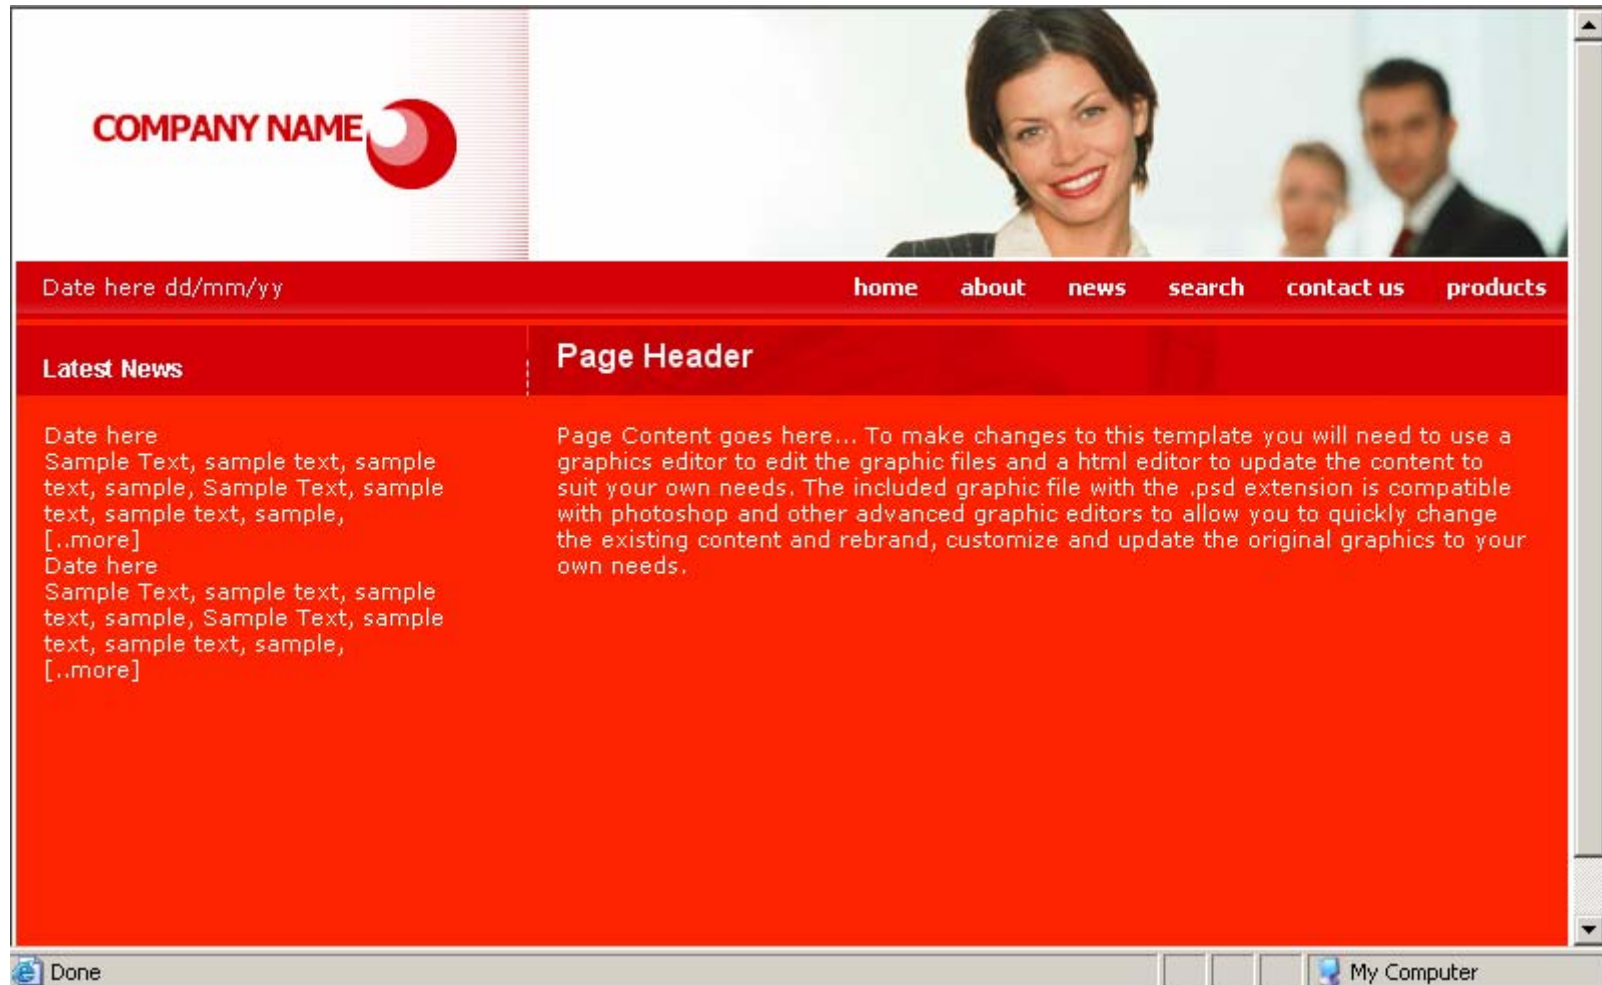 COMPANY NAME
Date here dd/mm/yy
home about news search contact us products
Latest News
Date here
Sample Text, sample text, sample
text, sample, Sample Text, sample
text, sample text, sample,
[..more]
Date here
Sample Text, sample text, sample
text, sample, Sample Text, sample
text, sample text, sample,
[..more]
Page Header
Page Content goes here... To make changes to this template you will need to use a
graphics editor to edit the graphic files and a html editor to update the content to
suit your own needs. The included graphic file with the .psd extension is compatible
with photoshop and other advanced graphic editors to allow you to quickly change
the existing content and rebrand, customize and update the original graphics to your
own needs.
Done
My Computer